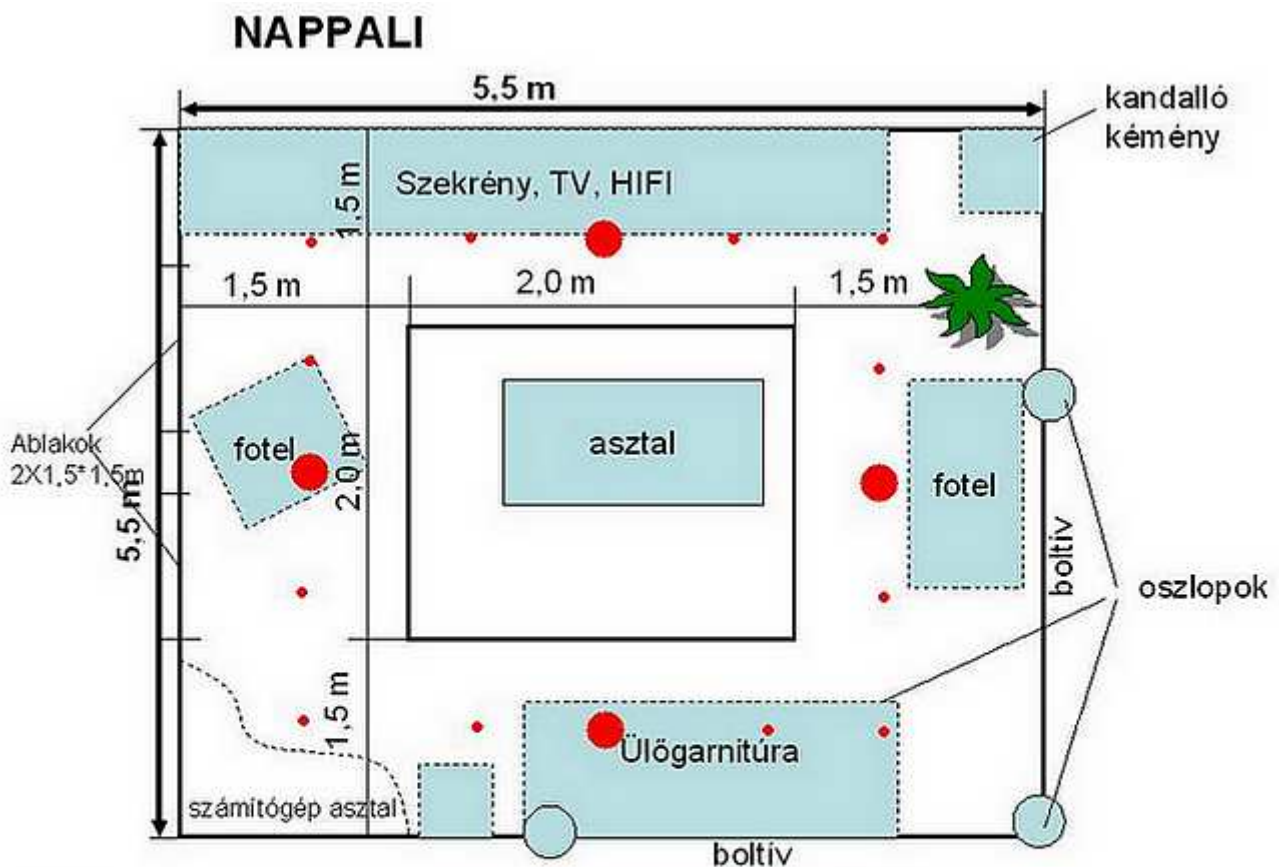 NAPPALI
5,5 m
kandalló
kémény
Szekrény, TV, HIFI
1,5 m
1,5 m
2,0 m
1,5 m
Ablakok
2X1,5*1,5m
fotel
2,0 m
asztal
fotel
5,5 m
boltív
oszlopok
1,5 m
Ülőgarnitúra
számítógép asztal
boltív